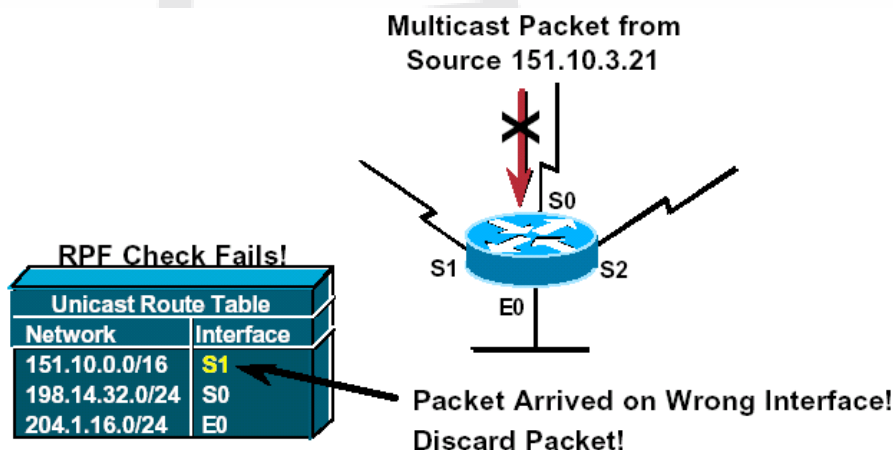 Multicast Packet from
Source 151.10.3.21
S0
S1
S2
E0
RPF Check Fails!
Unicast Route Table
Network Interface
151.10.0.0/16 S1
198.14.32.0/24 S0
204.1.16.0/24 E0
Packet Arrived on Wrong Interface!
Discard Packet!